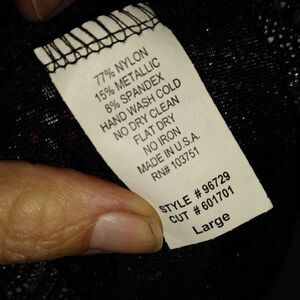 77% NYLON
15% METALLIC
8% SPANDEX
HAND WASH COLD
NO DRY CLEAN
FLAT DRY
NO IRON
MADE IN U.S.A.
RN# 103751
STYLE # 96729
CUT # 601701
Large